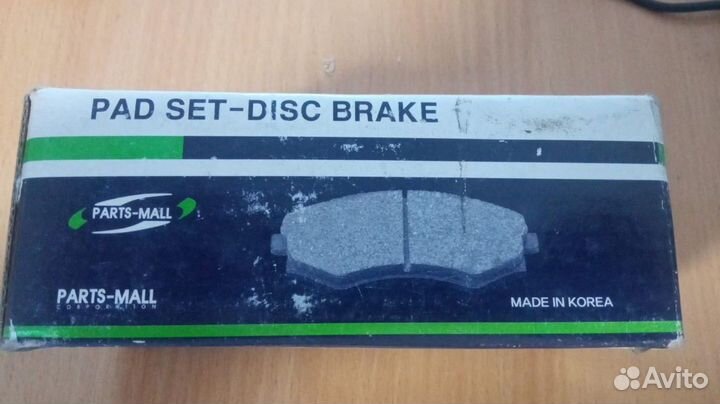 PAD SET-DISC BRAKE
PARTS-MALL
PARTS-MALL
CORPORATION
MADE IN KOREA
Avito